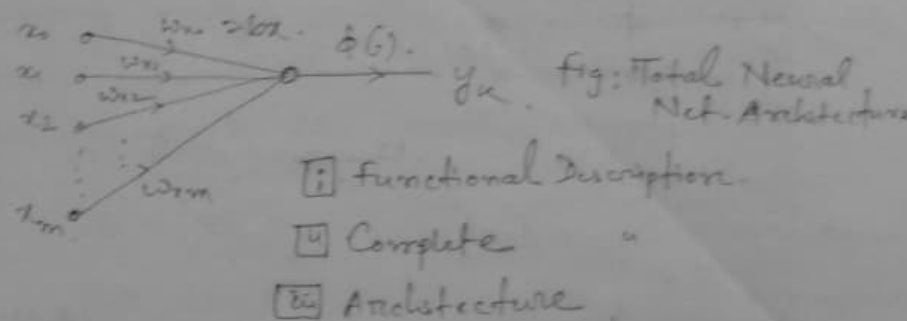 x₀ wₖ₀ = bₖ. φ(·).
x₁ wₖ₁ yₖ. fig: Total Neural
wₖ₂ Net. Architecture
x₂
[i] Functional Description.
xₘ wₖₘ
[ii] Complete "
[iii] Architecture